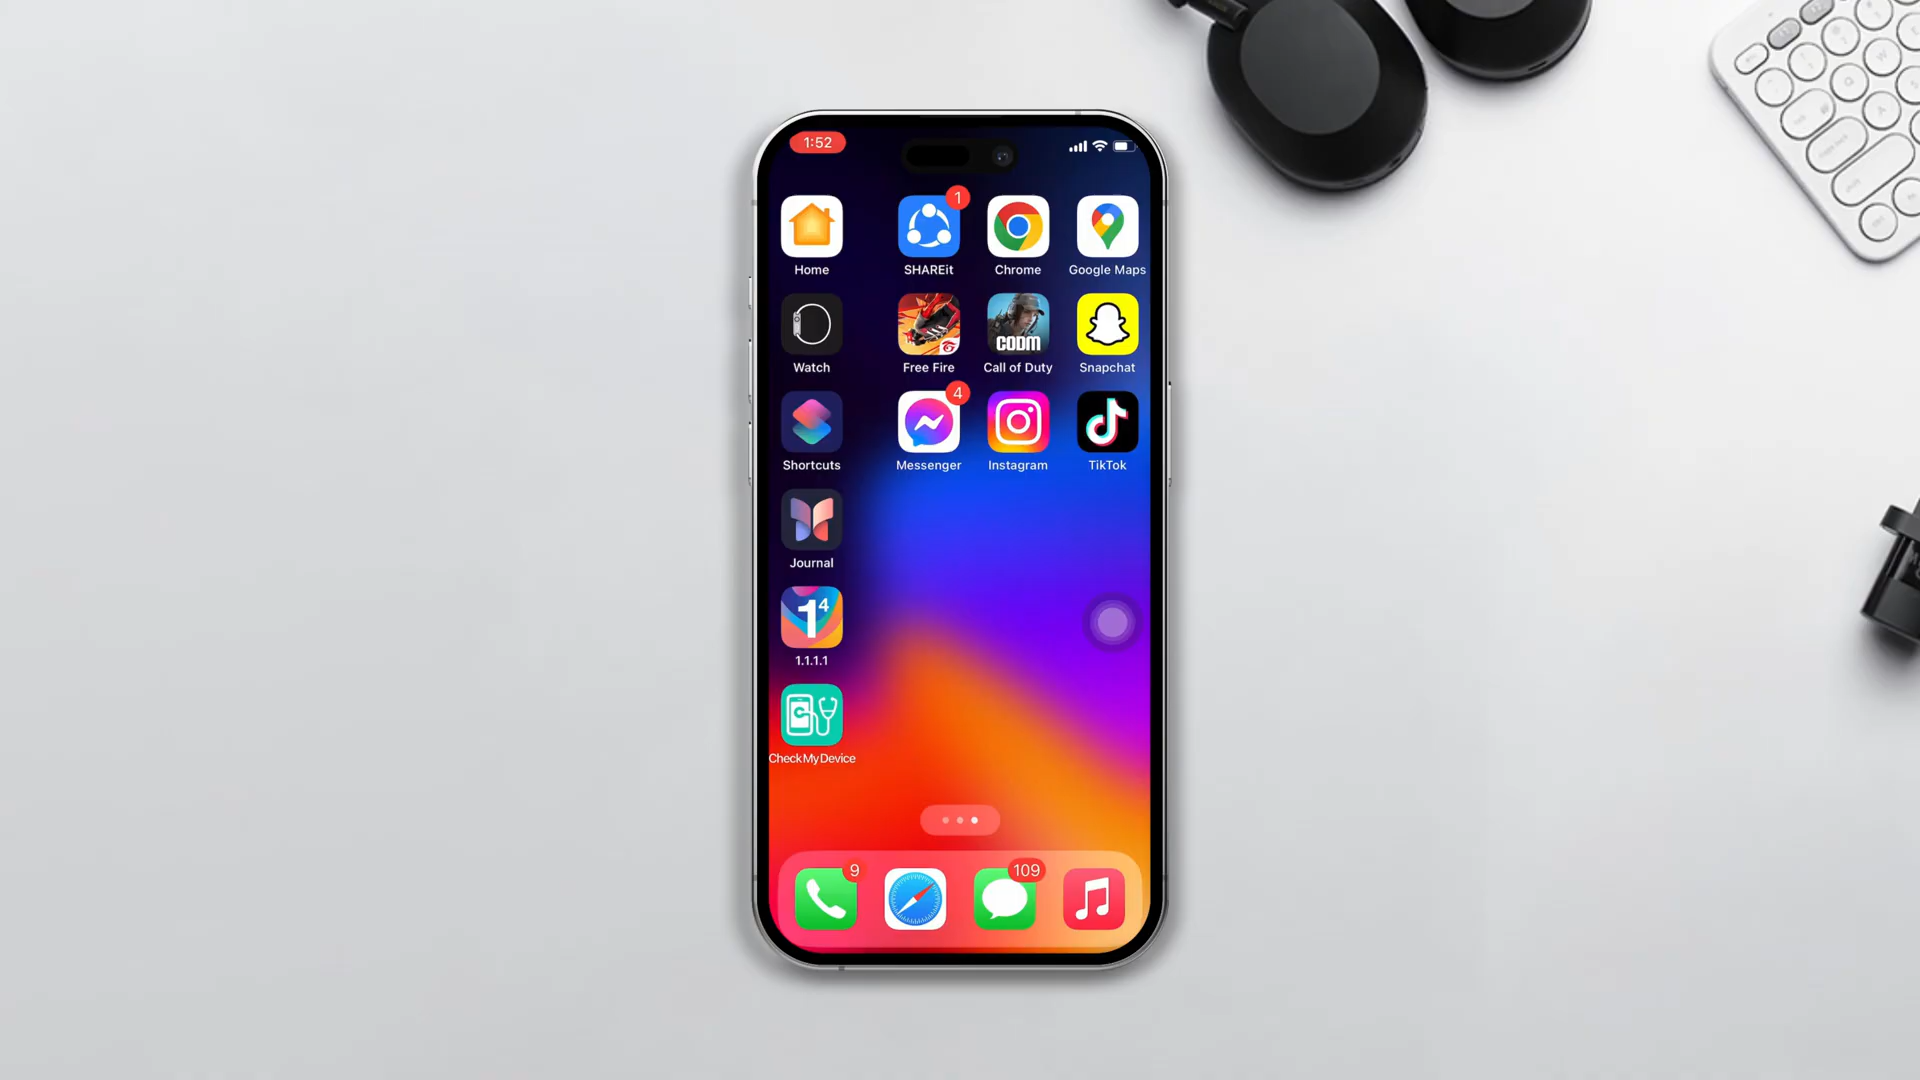 1:52
1
Home
SHAREit
Chrome
Google Maps
CODM
Watch
Free Fire
Call of Duty
Snapchat
4
Shortcuts
Messenger
Instagram
TikTok
Journal
1⁴
1.1.1.1
CheckMyDevice
9
109